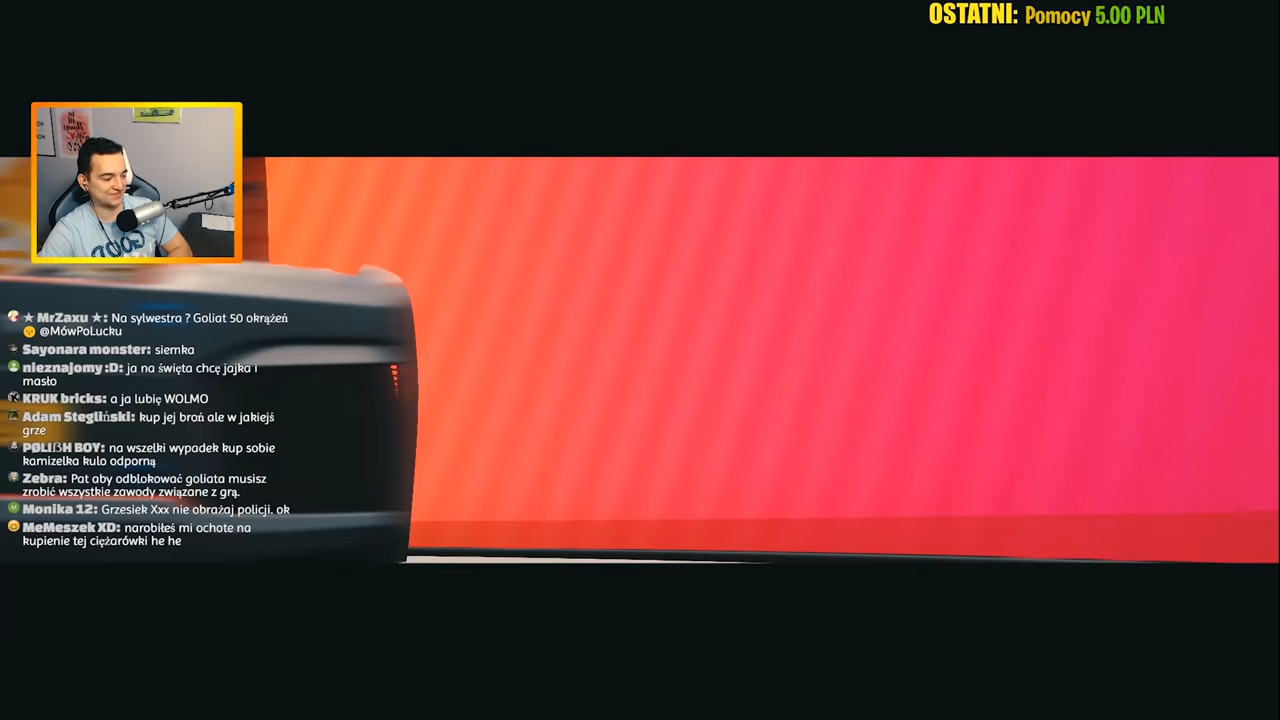 OSTATNI: Pomocy 5.00 PLN
★ MrZaxu ★: Na sylwestra ? Goliat 50 okrążeń
@MówPoLucku
Sayonara monster: siemka
nieznajomy :D: ja na święta chcę jajka i
masło
KRUK bricks: a ja lubię WOLMO
Adam Stegliński: kup jej broń ale w jakiejś
grze
PØLIẞH BOY: na wszelki wypadek kup sobie
kamizelka kulo odporną
Zebra: Pat aby odblokować goliata musisz
zrobić wszystkie zawody związane z grą.
Monika 12: Grzesiek Xxx nie obrażaj policji. ok
MeMeszek XD: narobiłeś mi ochote na
kupienie tej ciężarówki he he